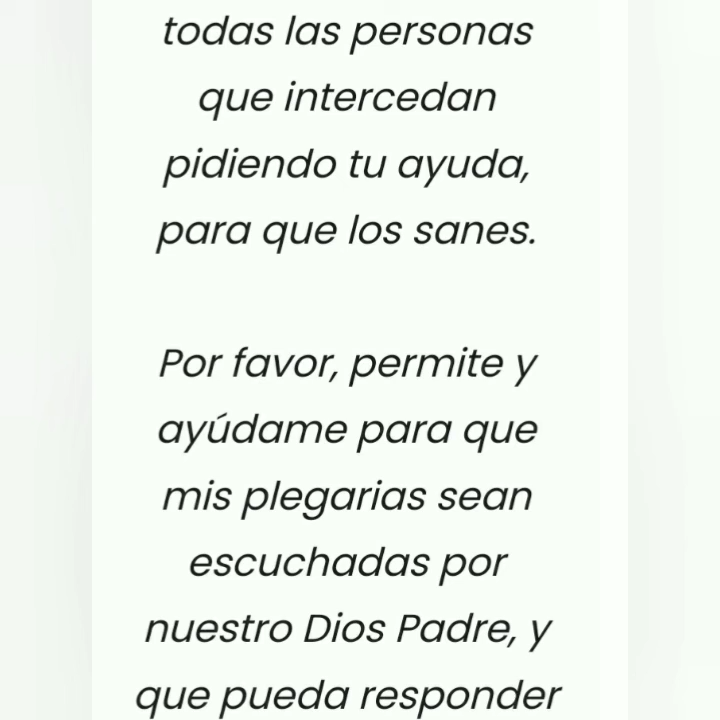 todas las personas
que intercedan
pidiendo tu ayuda,
para que los sanes.
Por favor, permite y
ayúdame para que
mis plegarias sean
escuchadas por
nuestro Dios Padre, y
que pueda responder